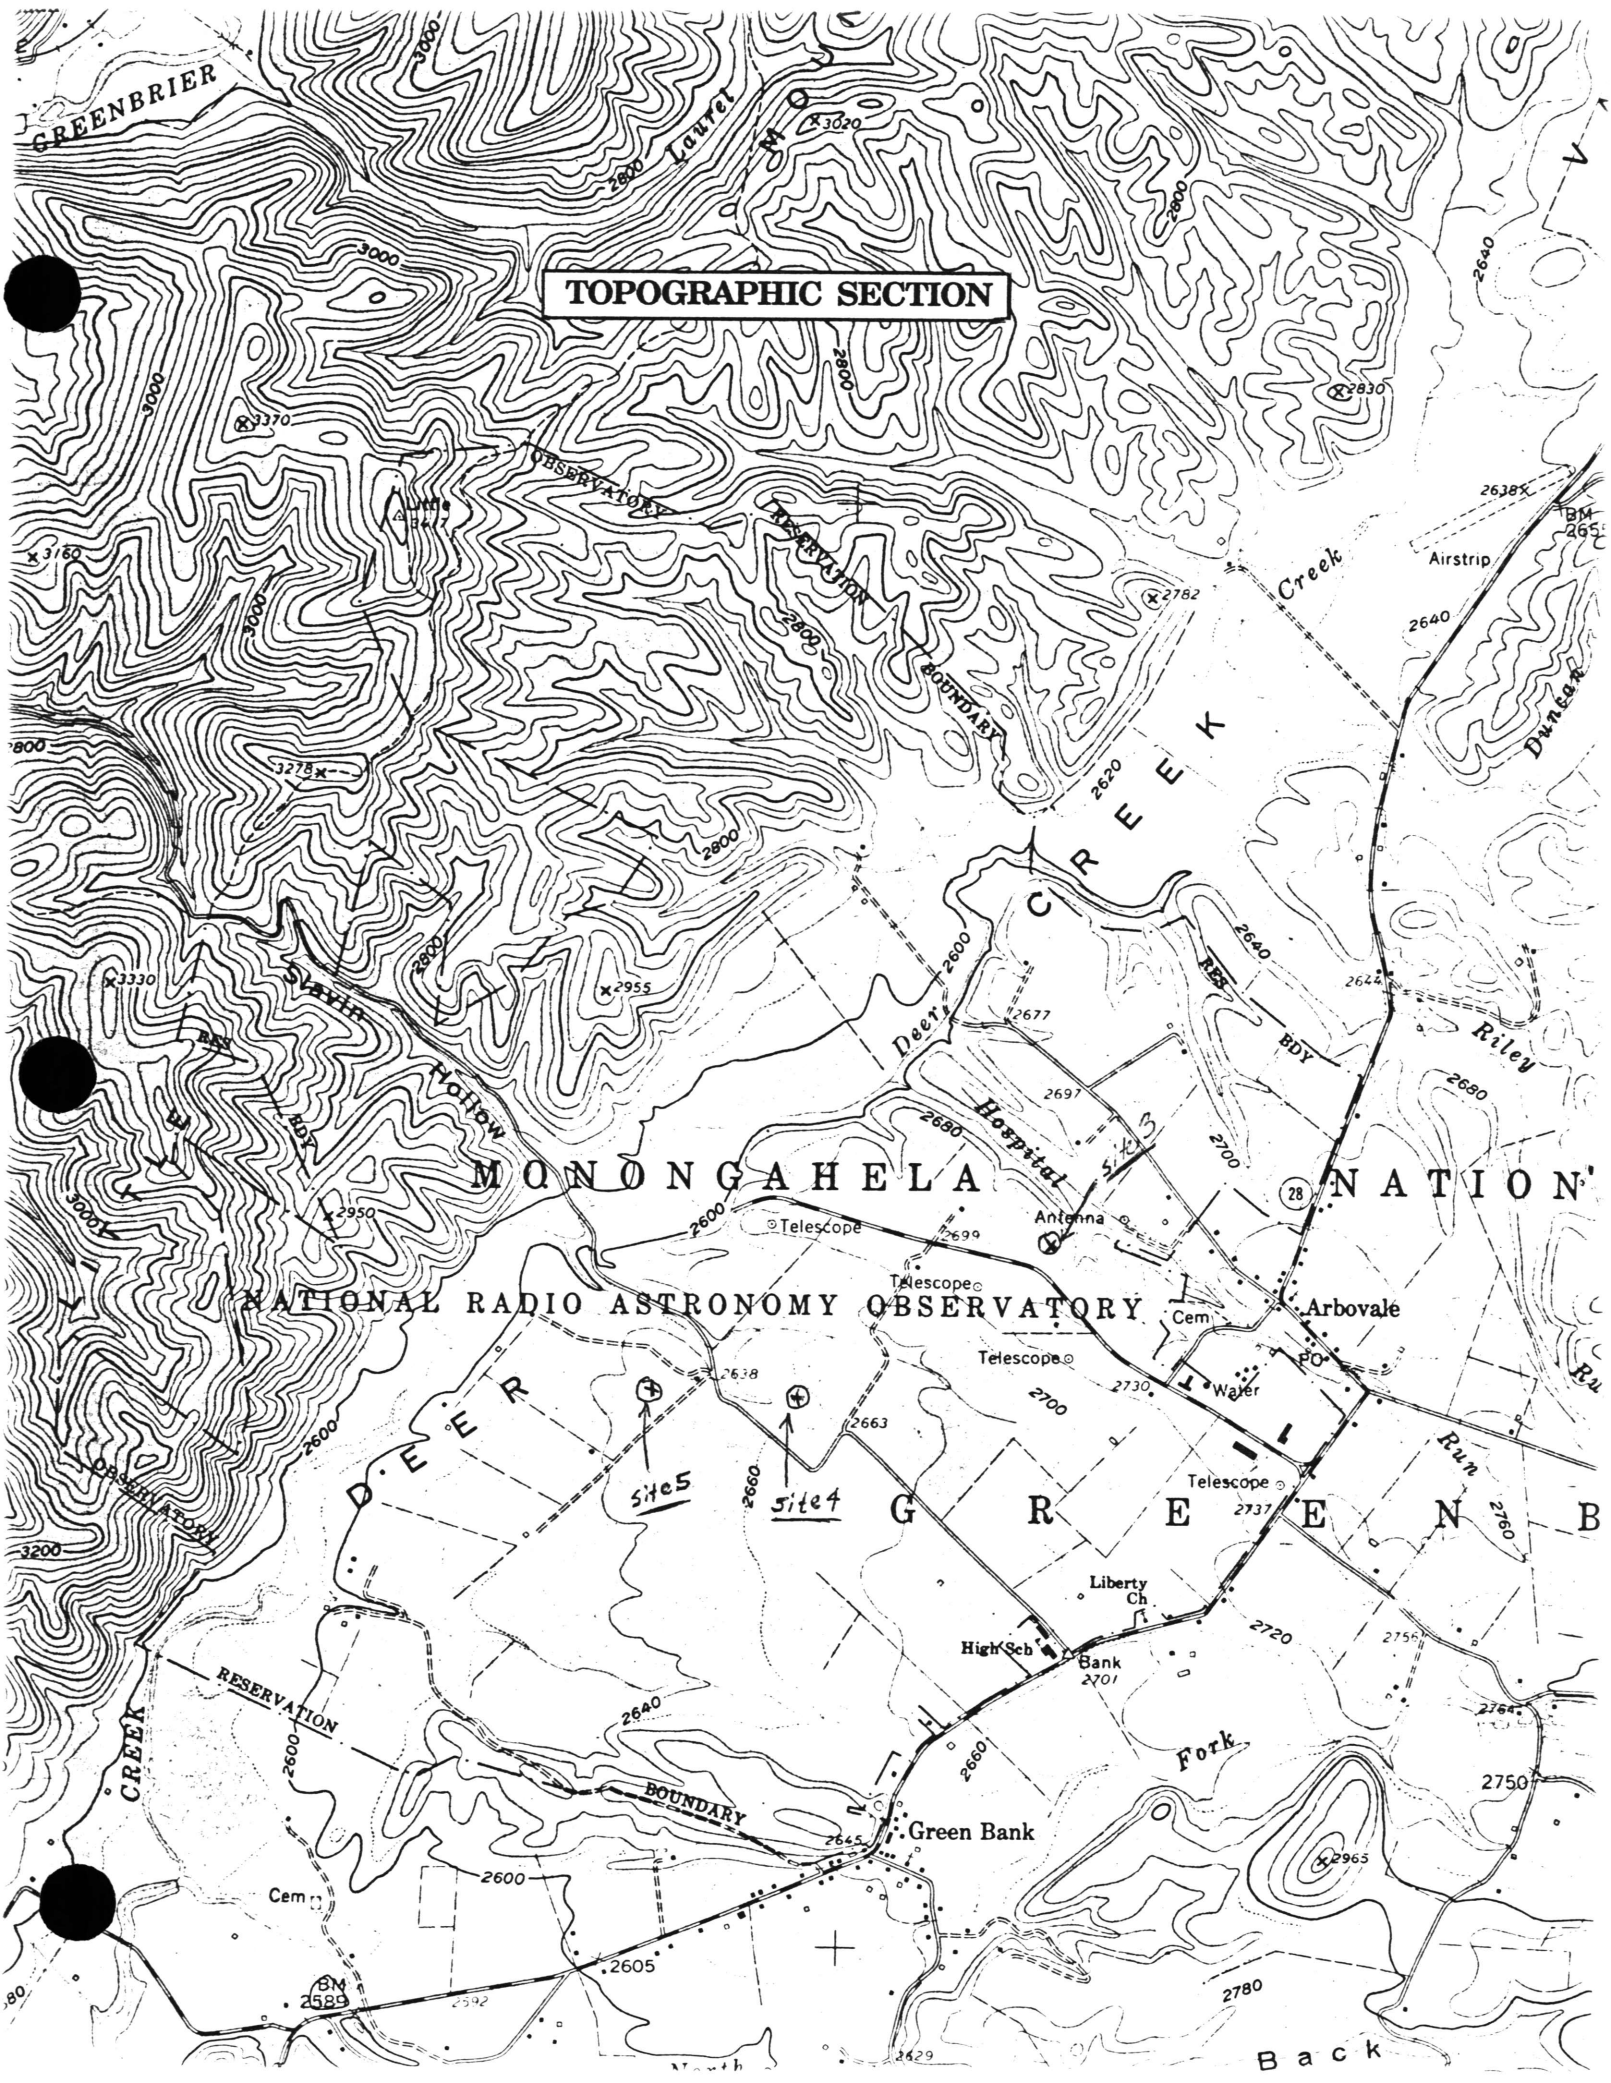 GREENBRIER
3000
Laurel
2800
M O U
3020
2800
V
2640
3000
TOPOGRAPHIC SECTION
3000
2800
2830
3370
OBSERVATORY
Little
RESERVATION
2638
BM
Airstrip
3160
Creek
2782
3000
2800
2640
BOUNDARY
Duncan
2800
3278
2620
C R E E K
2800
2600
2640
2800
3330
Slavin
2955
RES
2644
Deer
2677
Riley
RES
BDY
Hollow
2697
2680
BDY
2680
Hospital
site 3
2700
MONONGAHELA
28
NATION
3000
2950
2600
Telescope
Antenna
2699
Telescope
NATIONAL RADIO ASTRONOMY OBSERVATORY
Cem
Arbovale
Telescope
PO
2638
2730
Water
Ru
2700
2663
2600
D E E R
Run
OBSERVATORY
site5
2660
site4
Telescope
G R E E N B
2737
2760
3200
Liberty
Ch
High Sch
Bank
2701
2720
2756
RESERVATION
CREEK
2640
2764
2600
2660
Fork
2750
BOUNDARY
2645
Green Bank
2965
2600
Cem
2605
BM
2589
2592
2780
80
2629
Back